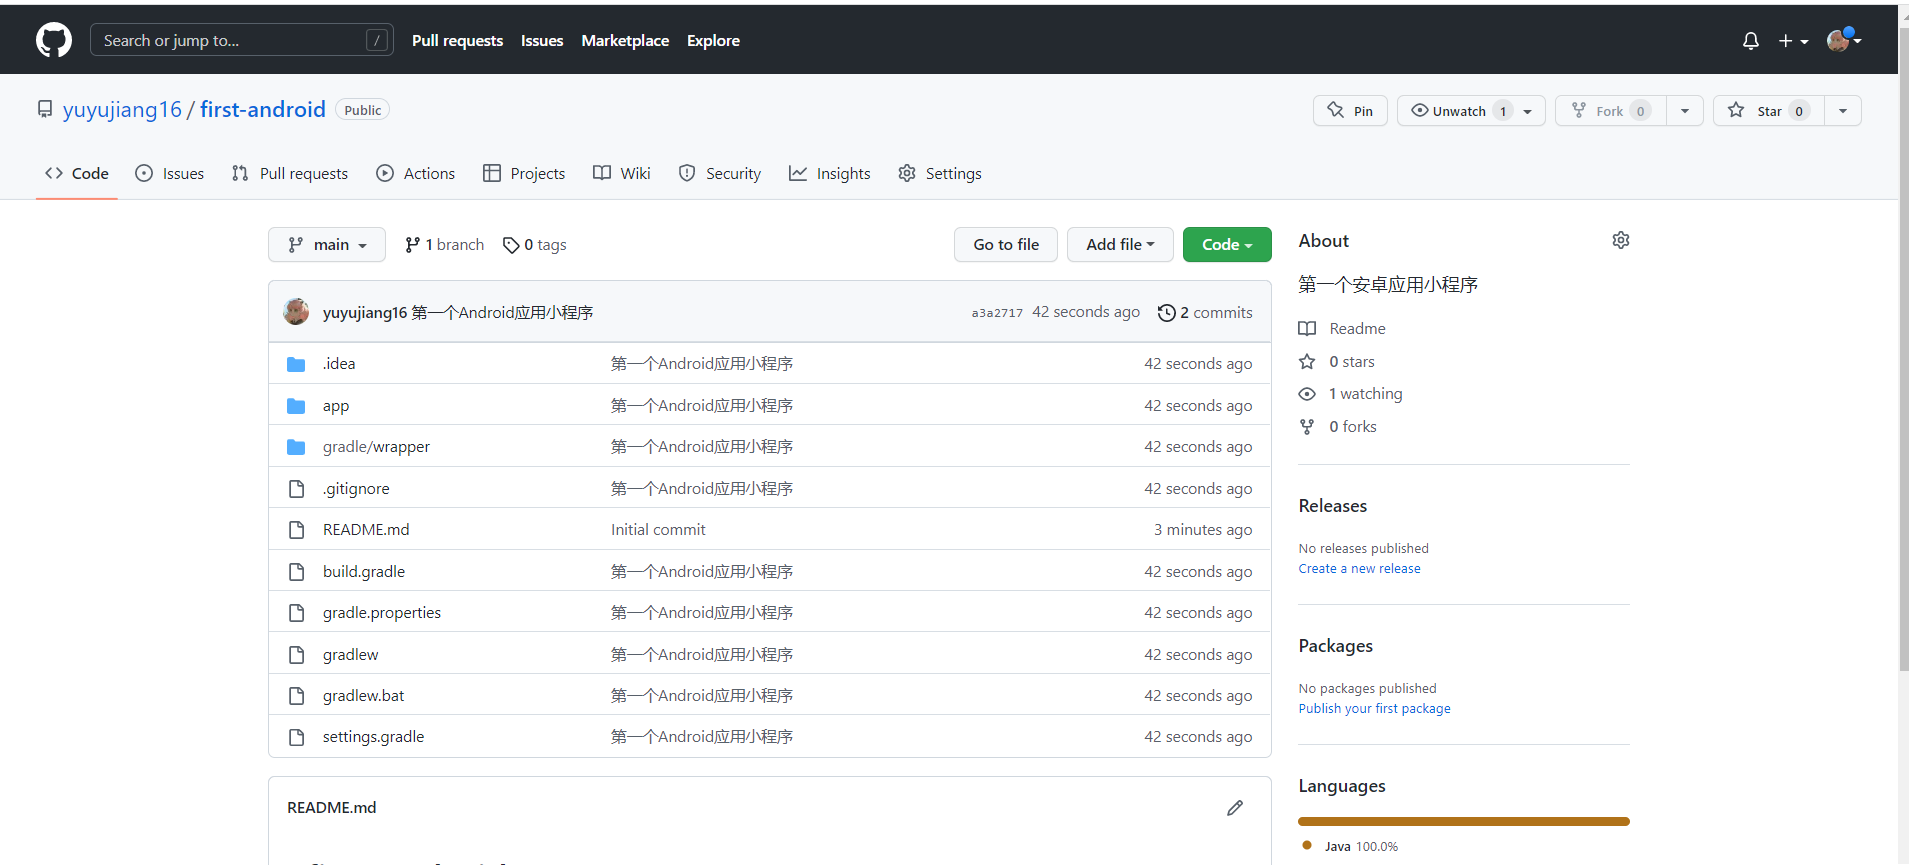 Search or jump to... / Pull requests Issues Marketplace Explore
yuyujiang16 / first-android Public Pin Unwatch 1 Fork 0 Star 0
Code Issues Pull requests Actions Projects Wiki Security Insights Settings
main 1 branch 0 tags Go to file Add file Code
yuyujiang16 第一个Android应用小程序 a3a2717 42 seconds ago 2 commits
.idea 第一个Android应用小程序 42 seconds ago
app 第一个Android应用小程序 42 seconds ago
gradle/wrapper 第一个Android应用小程序 42 seconds ago
.gitignore 第一个Android应用小程序 42 seconds ago
README.md Initial commit 3 minutes ago
build.gradle 第一个Android应用小程序 42 seconds ago
gradle.properties 第一个Android应用小程序 42 seconds ago
gradlew 第一个Android应用小程序 42 seconds ago
gradlew.bat 第一个Android应用小程序 42 seconds ago
settings.gradle 第一个Android应用小程序 42 seconds ago
README.md
About
第一个安卓应用小程序
Readme
0 stars
1 watching
0 forks
Releases
No releases published
Create a new release
Packages
No packages published
Publish your first package
Languages
Java 100.0%